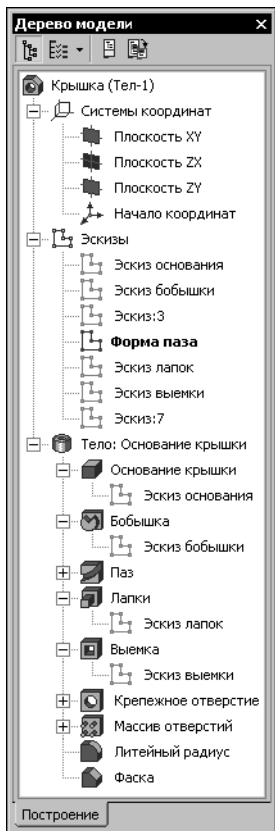 Дерево модели
Крышка (Тел-1)
Системы координат
Плоскость XY
Плоскость ZX
Плоскость ZY
Начало координат
Эскизы
Эскиз основания
Эскиз бобышки
Эскиз:3
Форма паза
Эскиз лапок
Эскиз выемки
Эскиз:7
Тело: Основание крышки
Основание крышки
Эскиз основания
Бобышка
Эскиз бобышки
Паз
Лапки
Эскиз лапок
Выемка
Эскиз выемки
Крепежное отверстие
Массив отверстий
Литейный радиус
Фаска
Построение